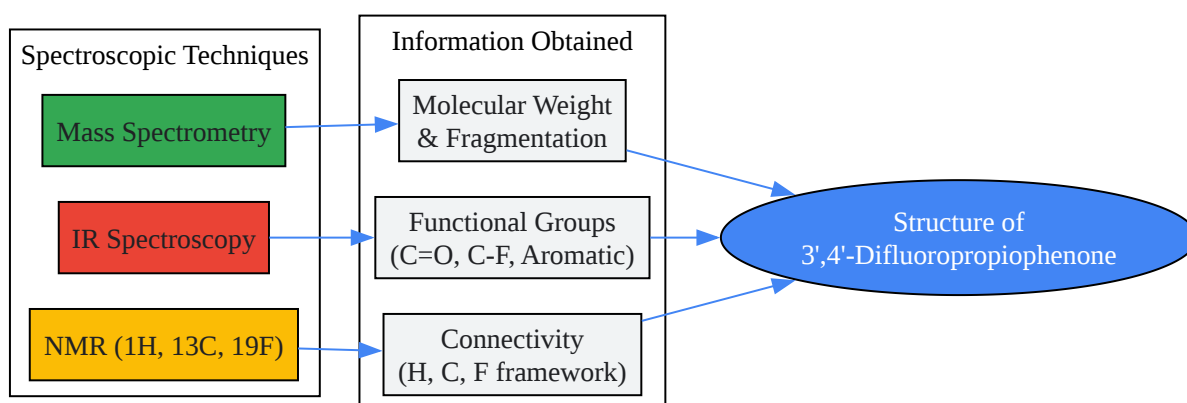 Spectroscopic Techniques
Mass Spectrometry
IR Spectroscopy
NMR (1H, 13C, 19F)
Information Obtained
Molecular Weight
& Fragmentation
Functional Groups
(C=O, C-F, Aromatic)
Connectivity
(H, C, F framework)
Structure of
3',4'-Difluoropropiophenone